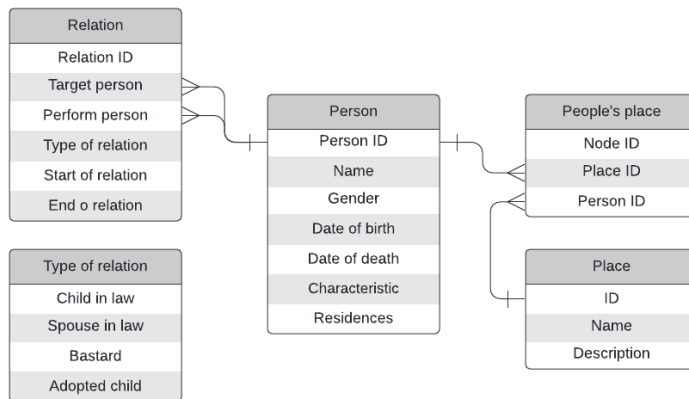 Relation
Relation ID
Target person
Perform person
Type of relation
Start of relation
End o relation
Type of relation
Child in law
Spouse in law
Bastard
Adopted child
Person
Person ID
Name
Gender
Date of birth
Date of death
Characteristic
Residences
People's place
Node ID
Place ID
Person ID
Place
ID
Name
Description